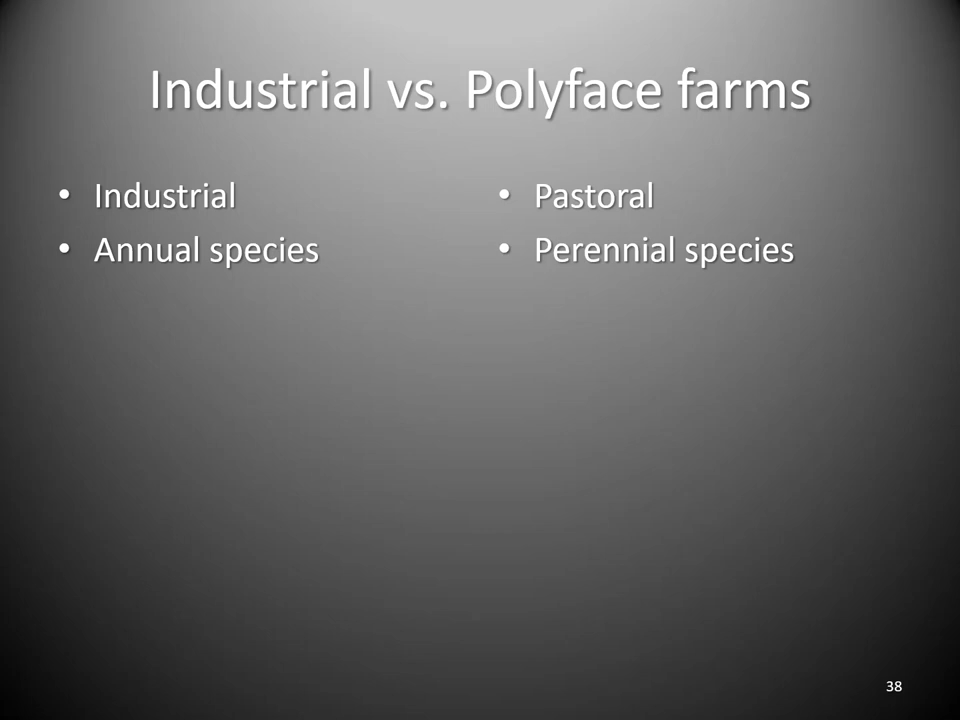 Industrial vs. Polyface farms
• Industrial
• Annual species
• Pastoral
• Perennial species
38